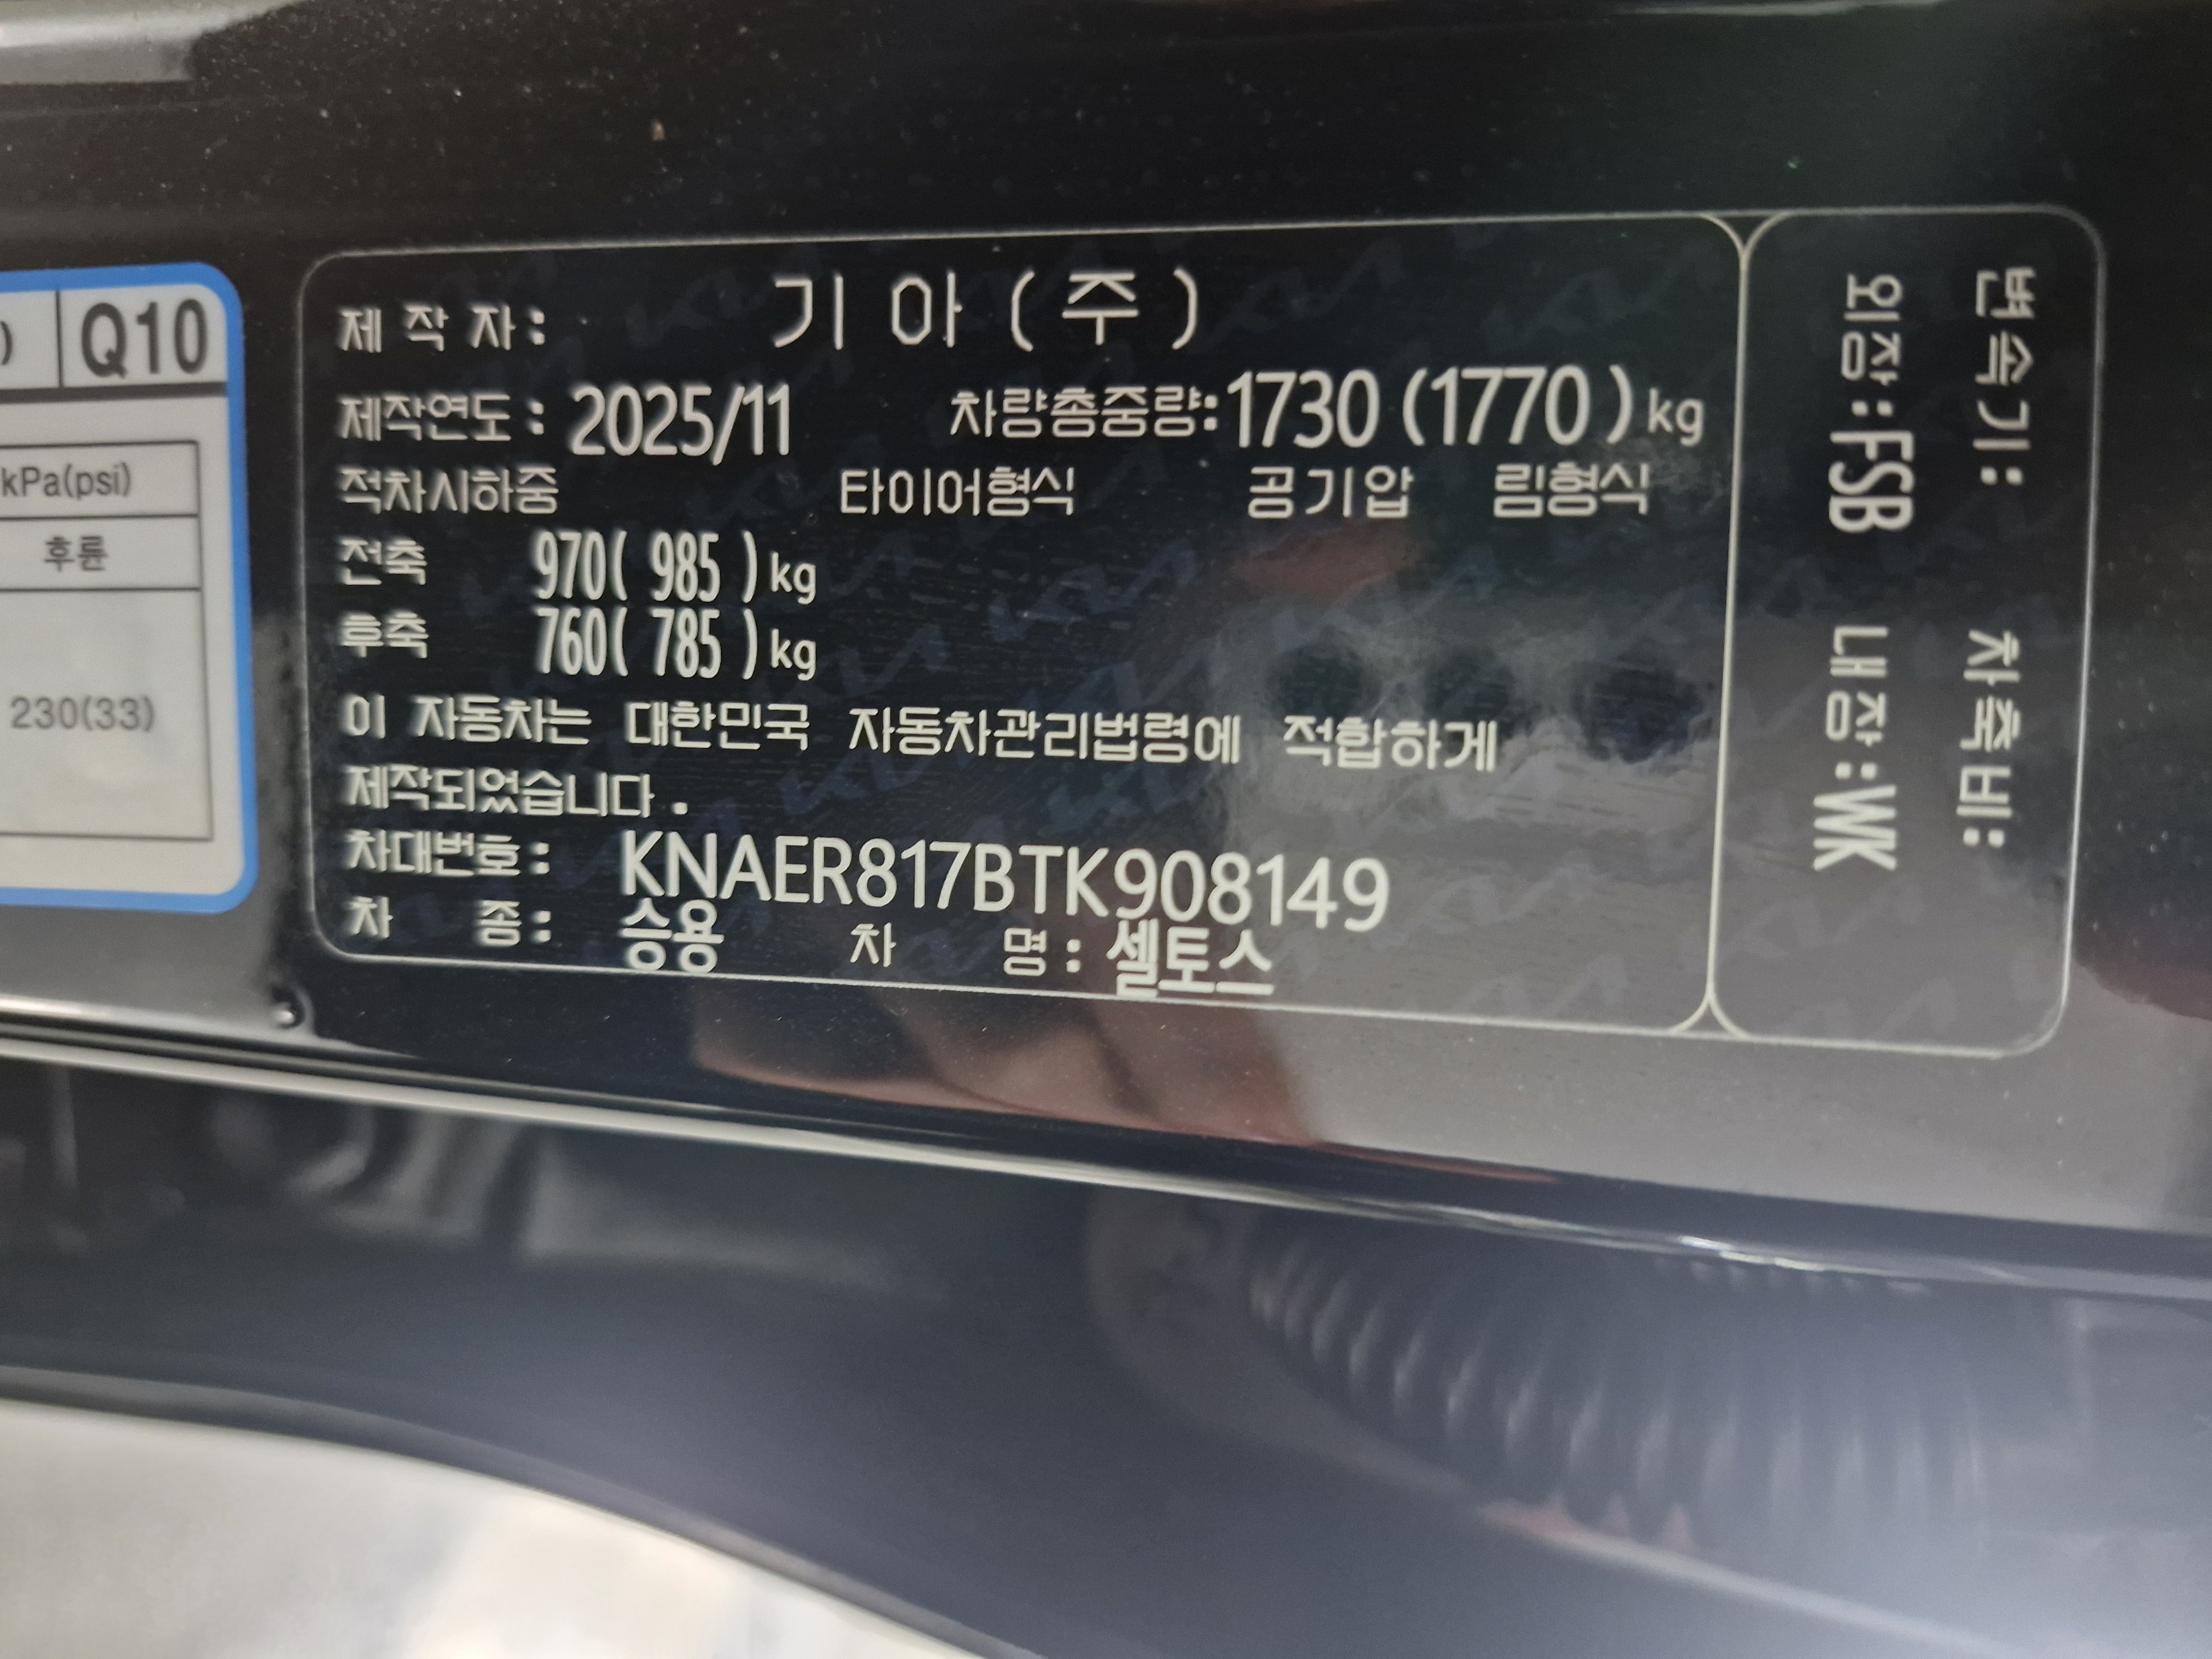 ) Q10
kPa(psi)
후륜
230(33)
제 작 자 : 기 아 ( 주 )
제작연도 : 2025/11 차량총중량: 1730 (1770 ) kg
적차시하중 타이어형식 공기압 림형식
전축 970( 985 ) kg
후축 760( 785 ) kg
이 자동차는 대한민국 자동차관리법령에 적합하게
제작되었습니다 .
차대번호 : KNAER817BTK908149
차 종 : 승용 차 명 : 셀토스
변속기: 차축비:
외장:FSB 내장:WK